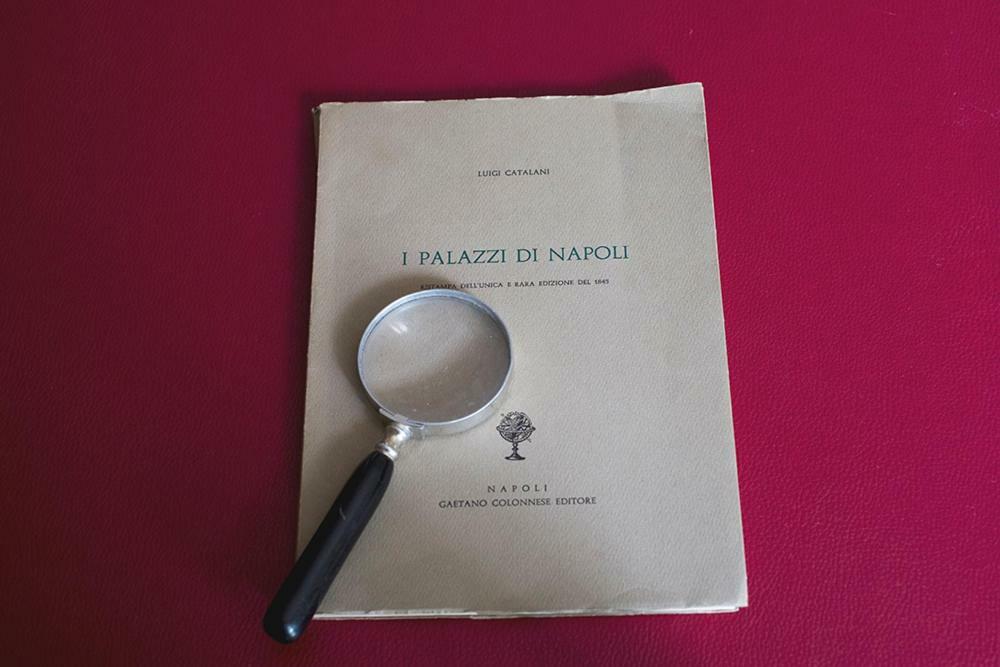 LUIGI CATALANI
I PALAZZI DI NAPOLI
RISTAMPA DELL'UNICA E RARA EDIZIONE DEL 1845
NAPOLI
GAETANO COLONNESE EDITORE